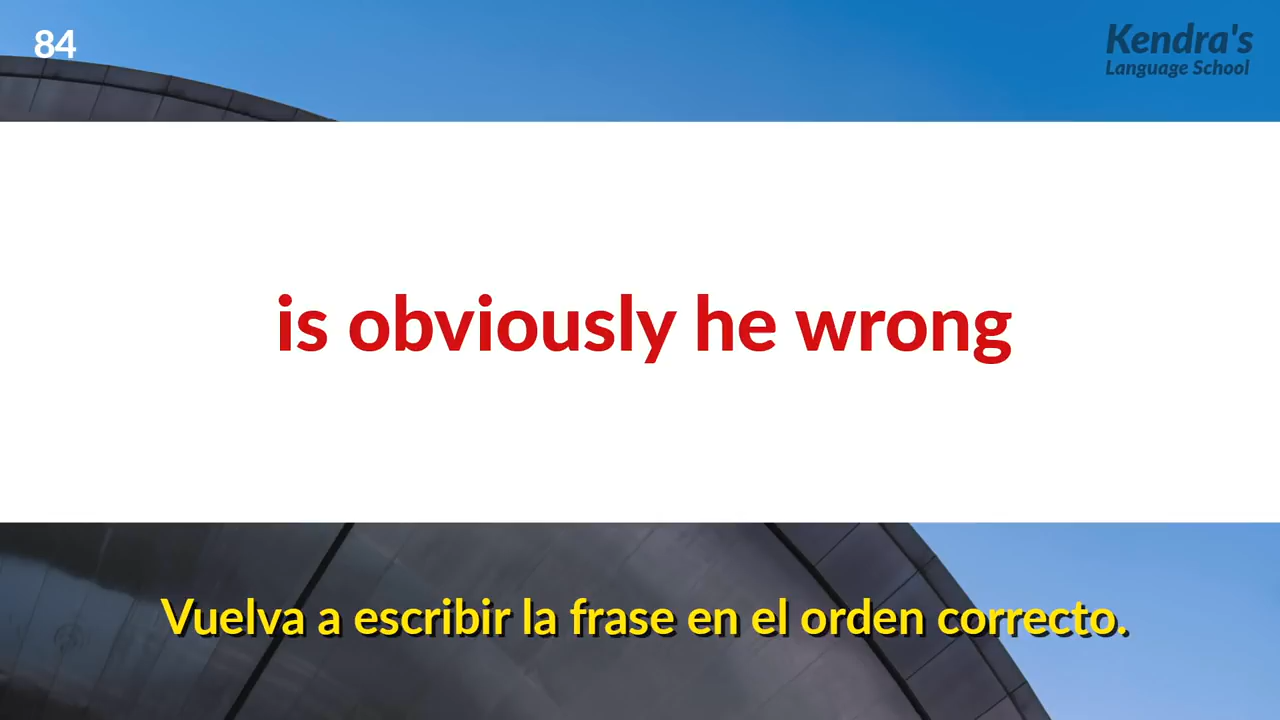 84
Kendra's
Language School
is obviously he wrong
Vuelva a escribir la frase en el orden correcto.